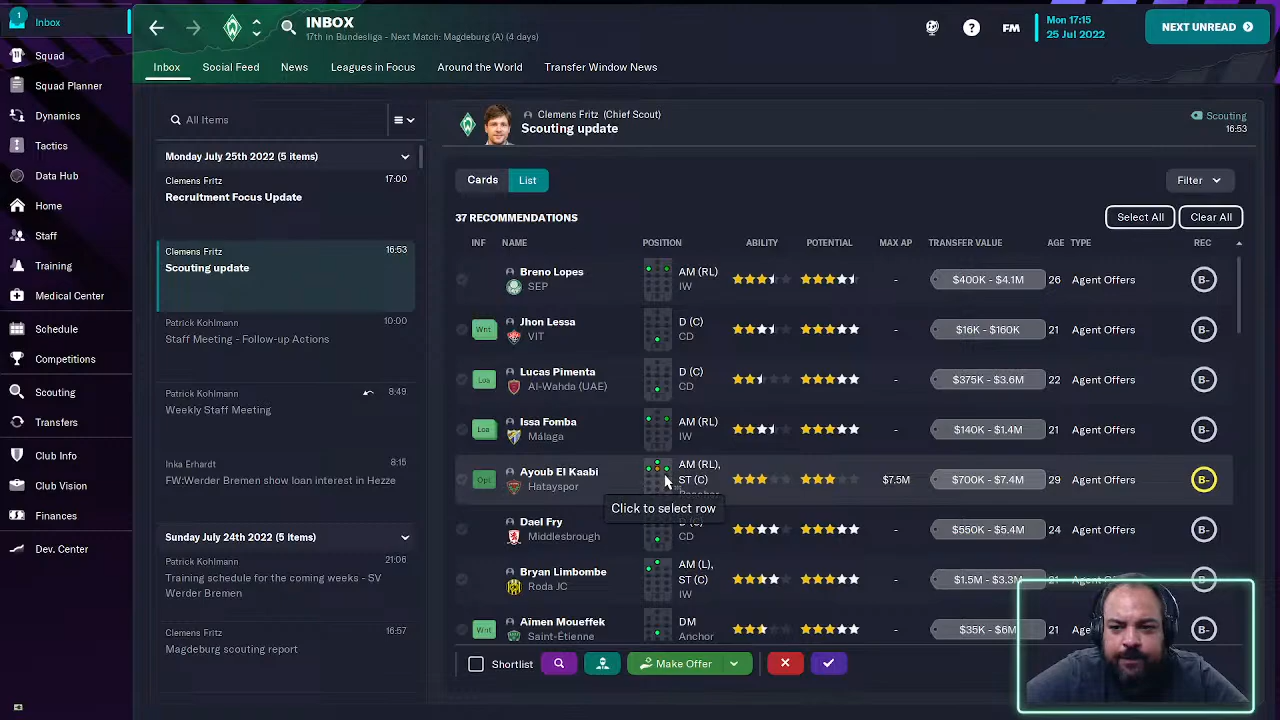 1
Inbox
INBOX
17th in Bundesliga - Next Match: Magdeburg (A) (4 days)
?
FM
Mon 17:15
25 Jul 2022
NEXT UNREAD
Squad
Squad Planner
Dynamics
Tactics
Data Hub
Home
Staff
Training
Medical Center
Schedule
Competitions
Scouting
Transfers
Club Info
Club Vision
Finances
Dev. Center
Inbox
Social Feed
News
Leagues in Focus
Around the World
Transfer Window News
All Items
Monday July 25th 2022 (5 items)
Clemens Fritz
17:00
Recruitment Focus Update
Clemens Fritz
16:53
Scouting update
Patrick Kohlmann
10:00
Staff Meeting - Follow-up Actions
Patrick Kohlmann
8:49
Weekly Staff Meeting
Inka Erhardt
8:15
FW:Werder Bremen show loan interest in Hezze
Sunday July 24th 2022 (5 items)
Patrick Kohlmann
21:08
Training schedule for the coming weeks - SV
Werder Bremen
Clemens Fritz
16:57
Magdeburg scouting report
Clemens Fritz (Chief Scout)
Scouting update
Scouting
16:53
Cards
List
Filter
37 RECOMMENDATIONS
Select All
Clear All
INF NAME POSITION ABILITY POTENTIAL MAX AP TRANSFER VALUE AGE TYPE REC
Breno Lopes
SEP
AM (RL)
IW
-
$400K - $4.1M
26
Agent Offers
B-
Wnt
Jhon Lessa
VIT
D (C)
CD
-
$16K - $160K
21
Agent Offers
B-
Loa
Lucas Pimenta
Al-Wahda (UAE)
D (C)
CD
-
$375K - $3.6M
22
Agent Offers
B-
Loa
Issa Fomba
Málaga
AM (RL)
IW
-
$140K - $1.4M
21
Agent Offers
B-
Opt
Ayoub El Kaabi
Hatayspor
AM (RL),
ST (C)
$7.5M
$700K - $7.4M
29
Agent Offers
B-
Click to select row
Dael Fry
Middlesbrough
CD
-
$550K - $5.4M
24
Agent Offers
B-
Bryan Limbombe
Roda JC
AM (L),
ST (C)
IW
-
$1.5M - $3.3M
21
Agent Offers
B-
Wnt
Aïmen Moueffek
Saint-Étienne
DM
Anchor
-
$35K - $6M
21
B-
Shortlist
Make Offer